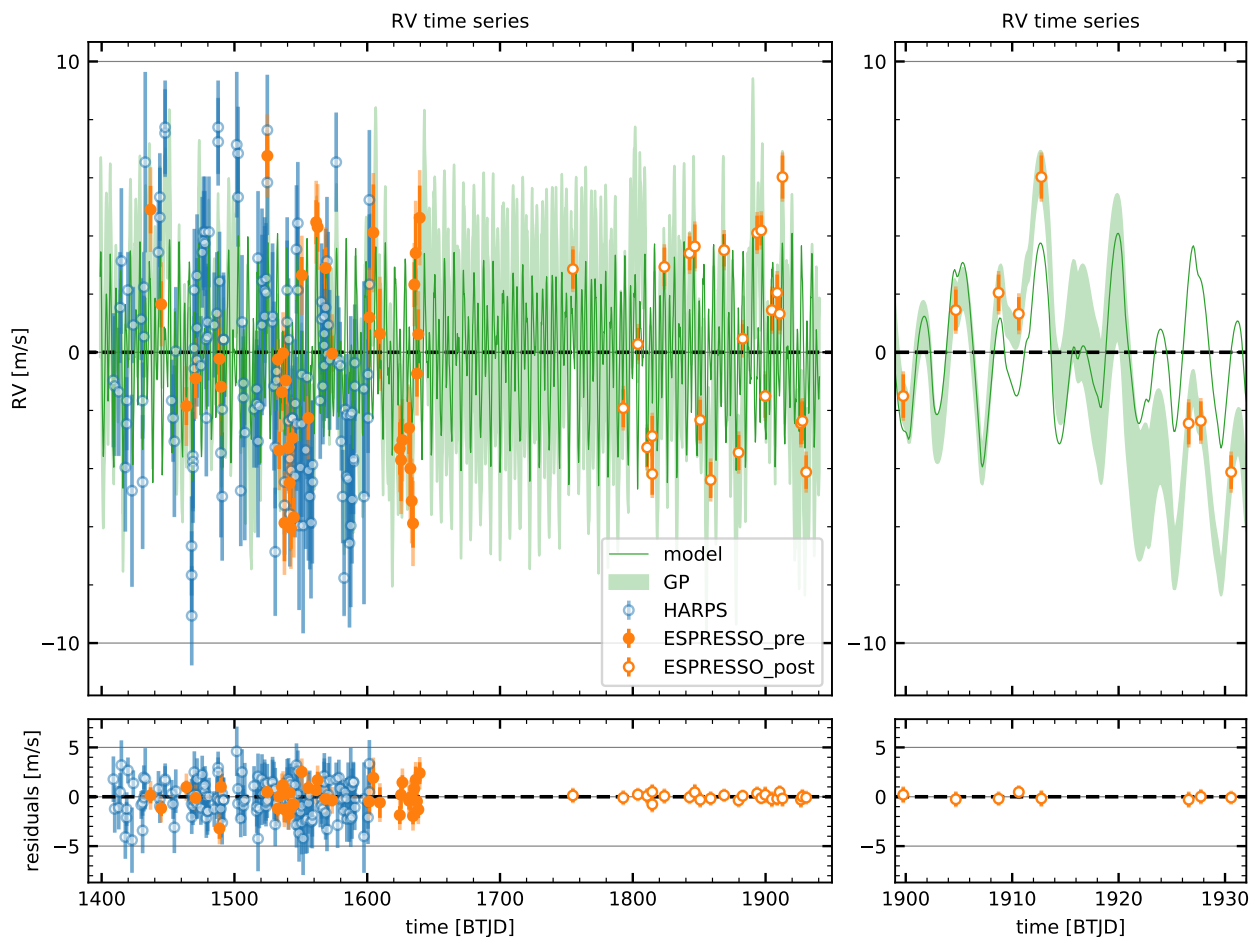 RV time series
RV time series
10
0
−10
RV [m/s]
10
0
−10
model
GP
HARPS
ESPRESSO_pre
ESPRESSO_post
5
0
−5
residuals [m/s]
5
0
−5
1400
1500
1600
1700
1800
1900
time [BTJD]
1900
1910
1920
1930
time [BTJD]